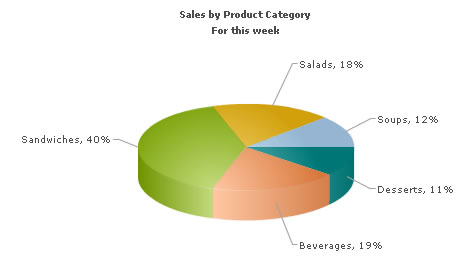 Sales by Product Category
For this week
Salads, 18%
Soups, 12%
Sandwiches, 40%
Desserts, 11%
Beverages, 19%